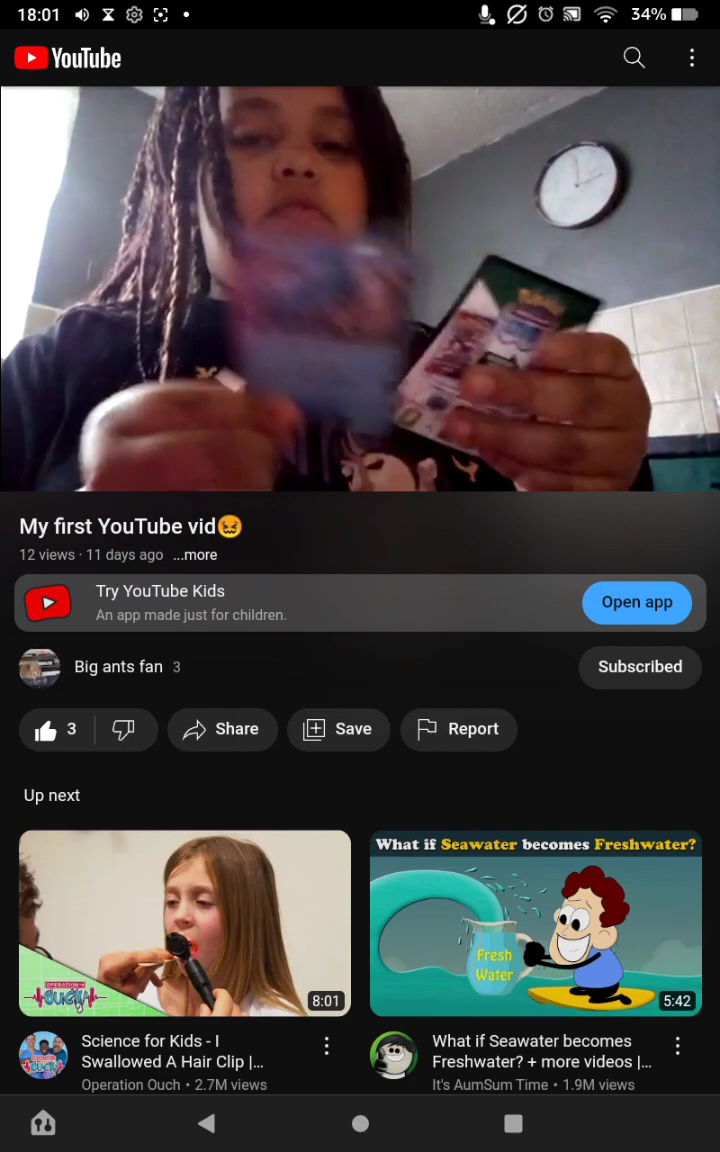 18:01
34%
YouTube
My first YouTube vid😖
12 views · 11 days ago ...more
Try YouTube Kids
An app made just for children.
Open app
Big ants fan 3
Subscribed
3
Share
Save
Report
Up next
OPERATION
OUCH
8:01
What if Seawater becomes Freshwater?
Fresh
Water
5:42
Science for Kids - I
Swallowed A Hair Clip |...
Operation Ouch • 2.7M views
What if Seawater becomes
Freshwater? + more videos |...
It's AumSum Time • 1.9M views